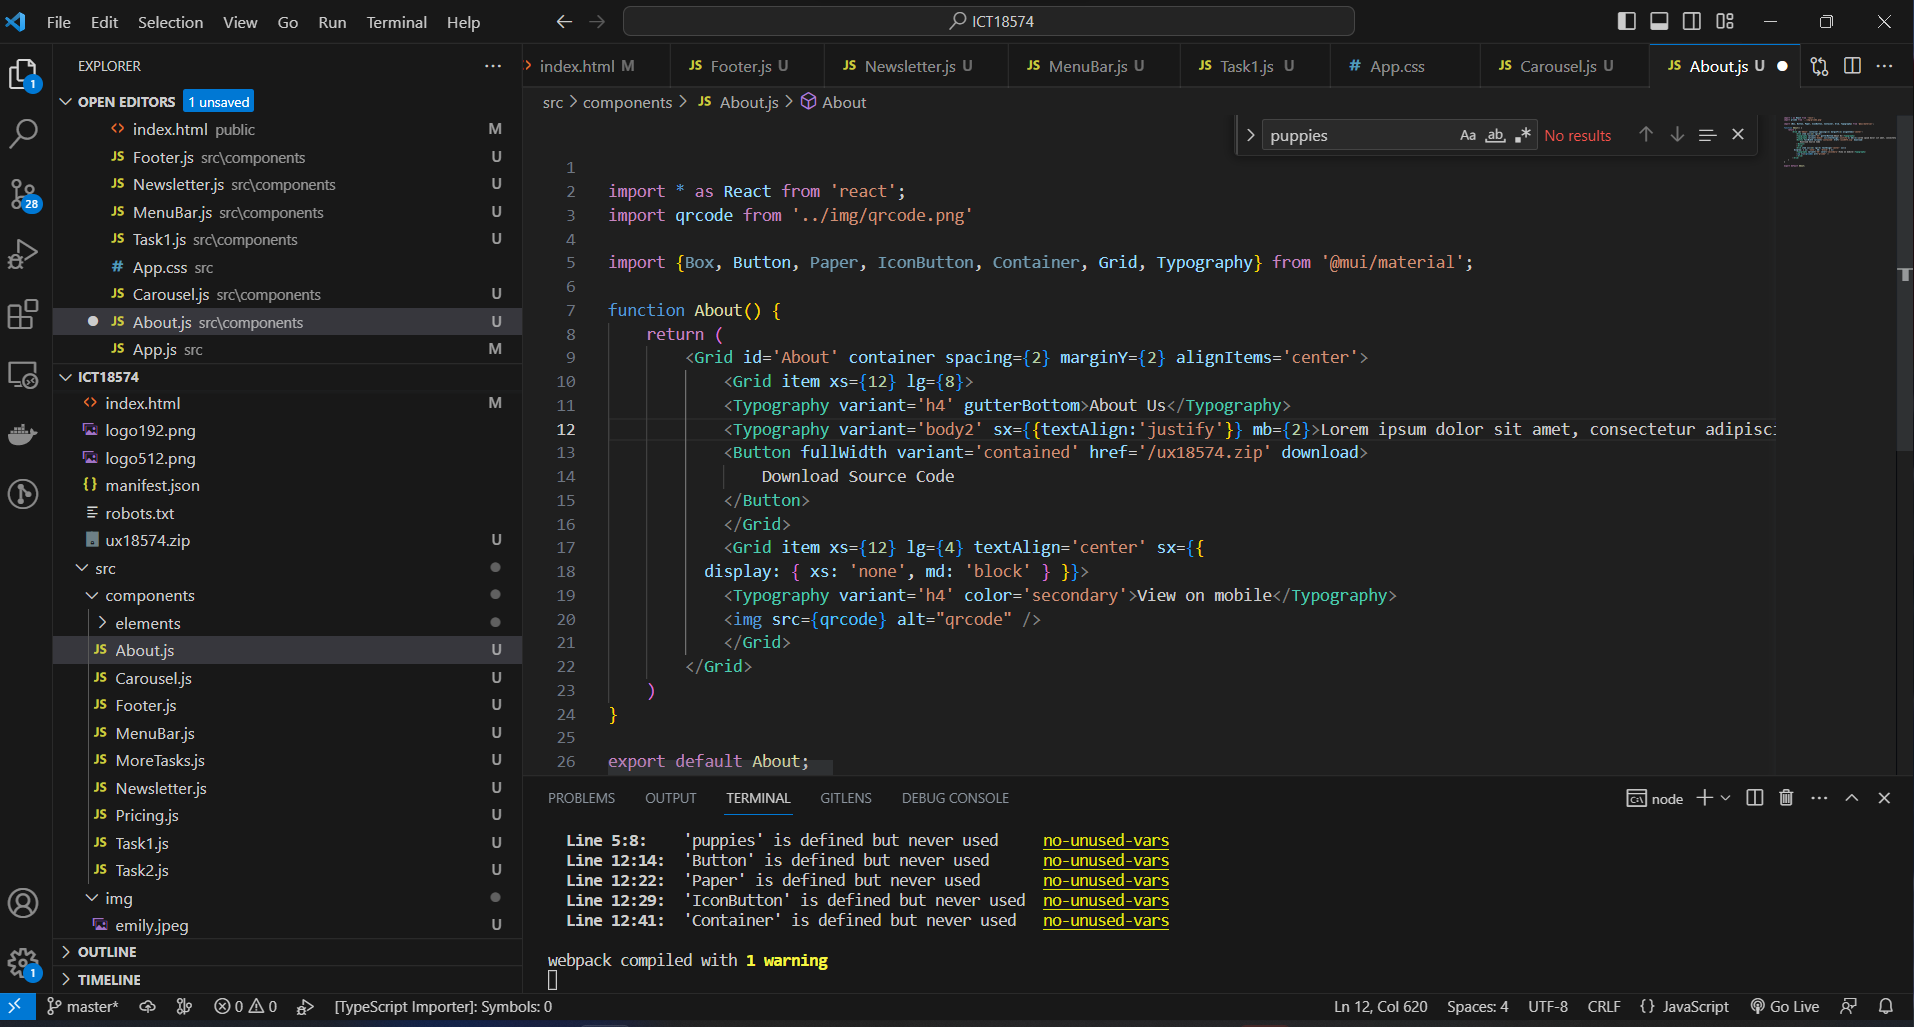 File Edit Selection View Go Run Terminal Help
ICT18574
EXPLORER
OPEN EDITORS 1 unsaved
index.html public M
Footer.js src\components U
Newsletter.js src\components U
MenuBar.js src\components U
Task1.js src\components U
App.css src
Carousel.js src\components U
About.js src\components U
App.js src M
ICT18574
index.html M
logo192.png
logo512.png
manifest.json
robots.txt
ux18574.zip U
src
components
elements
About.js U
Carousel.js U
Footer.js U
MenuBar.js U
MoreTasks.js U
Newsletter.js U
Pricing.js U
Task1.js U
Task2.js U
img
emily.jpeg U
OUTLINE
TIMELINE
1
28
1
index.html M JS Footer.js U JS Newsletter.js U JS MenuBar.js U JS Task1.js U # App.css JS Carousel.js U JS About.js U
src > components > JS About.js > About
puppies Aa ab No results
1
2 import * as React from 'react';
3 import qrcode from '../img/qrcode.png'
4
5 import {Box, Button, Paper, IconButton, Container, Grid, Typography} from '@mui/material';
6
7 function About() {
8 return (
9 <Grid id='About' container spacing={2} marginY={2} alignItems='center'>
10 <Grid item xs={12} lg={8}>
11 <Typography variant='h4' gutterBottom>About Us</Typography>
12 <Typography variant='body2' sx={{textAlign:'justify'}} mb={2}>Lorem ipsum dolor sit amet, consectetur adipisci
13 <Button fullWidth variant='contained' href='/ux18574.zip' download>
14 Download Source Code
15 </Button>
16 </Grid>
17 <Grid item xs={12} lg={4} textAlign='center' sx={{
18 display: { xs: 'none', md: 'block' } }}>
19 <Typography variant='h4' color='secondary'>View on mobile</Typography>
20 <img src={qrcode} alt="qrcode" />
21 </Grid>
22 </Grid>
23 )
24 }
25
26 export default About;
PROBLEMS OUTPUT TERMINAL GITLENS DEBUG CONSOLE node
Line 5:8: 'puppies' is defined but never used no-unused-vars
Line 12:14: 'Button' is defined but never used no-unused-vars
Line 12:22: 'Paper' is defined but never used no-unused-vars
Line 12:29: 'IconButton' is defined but never used no-unused-vars
Line 12:41: 'Container' is defined but never used no-unused-vars
webpack compiled with 1 warning
master* 0 0 [TypeScript Importer]: Symbols: 0 Ln 12, Col 620 Spaces: 4 UTF-8 CRLF {} JavaScript Go Live